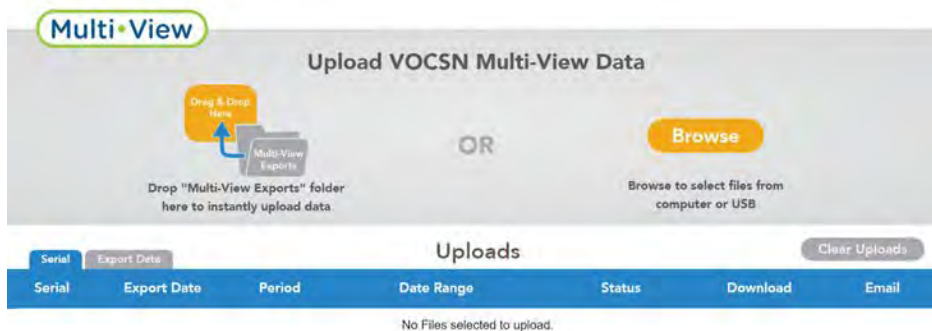 Multi•View
Upload VOCSN Multi-View Data
Drag & Drop
Here
Multi-View
Exports
OR
Browse
Drop "Multi-View Exports" folder
here to instantly upload data
Browse to select files from
computer or USB
Serial Export Data
Uploads
Clear Uploads
Serial Export Date Period Date Range Status Download Email
No Files selected to upload.